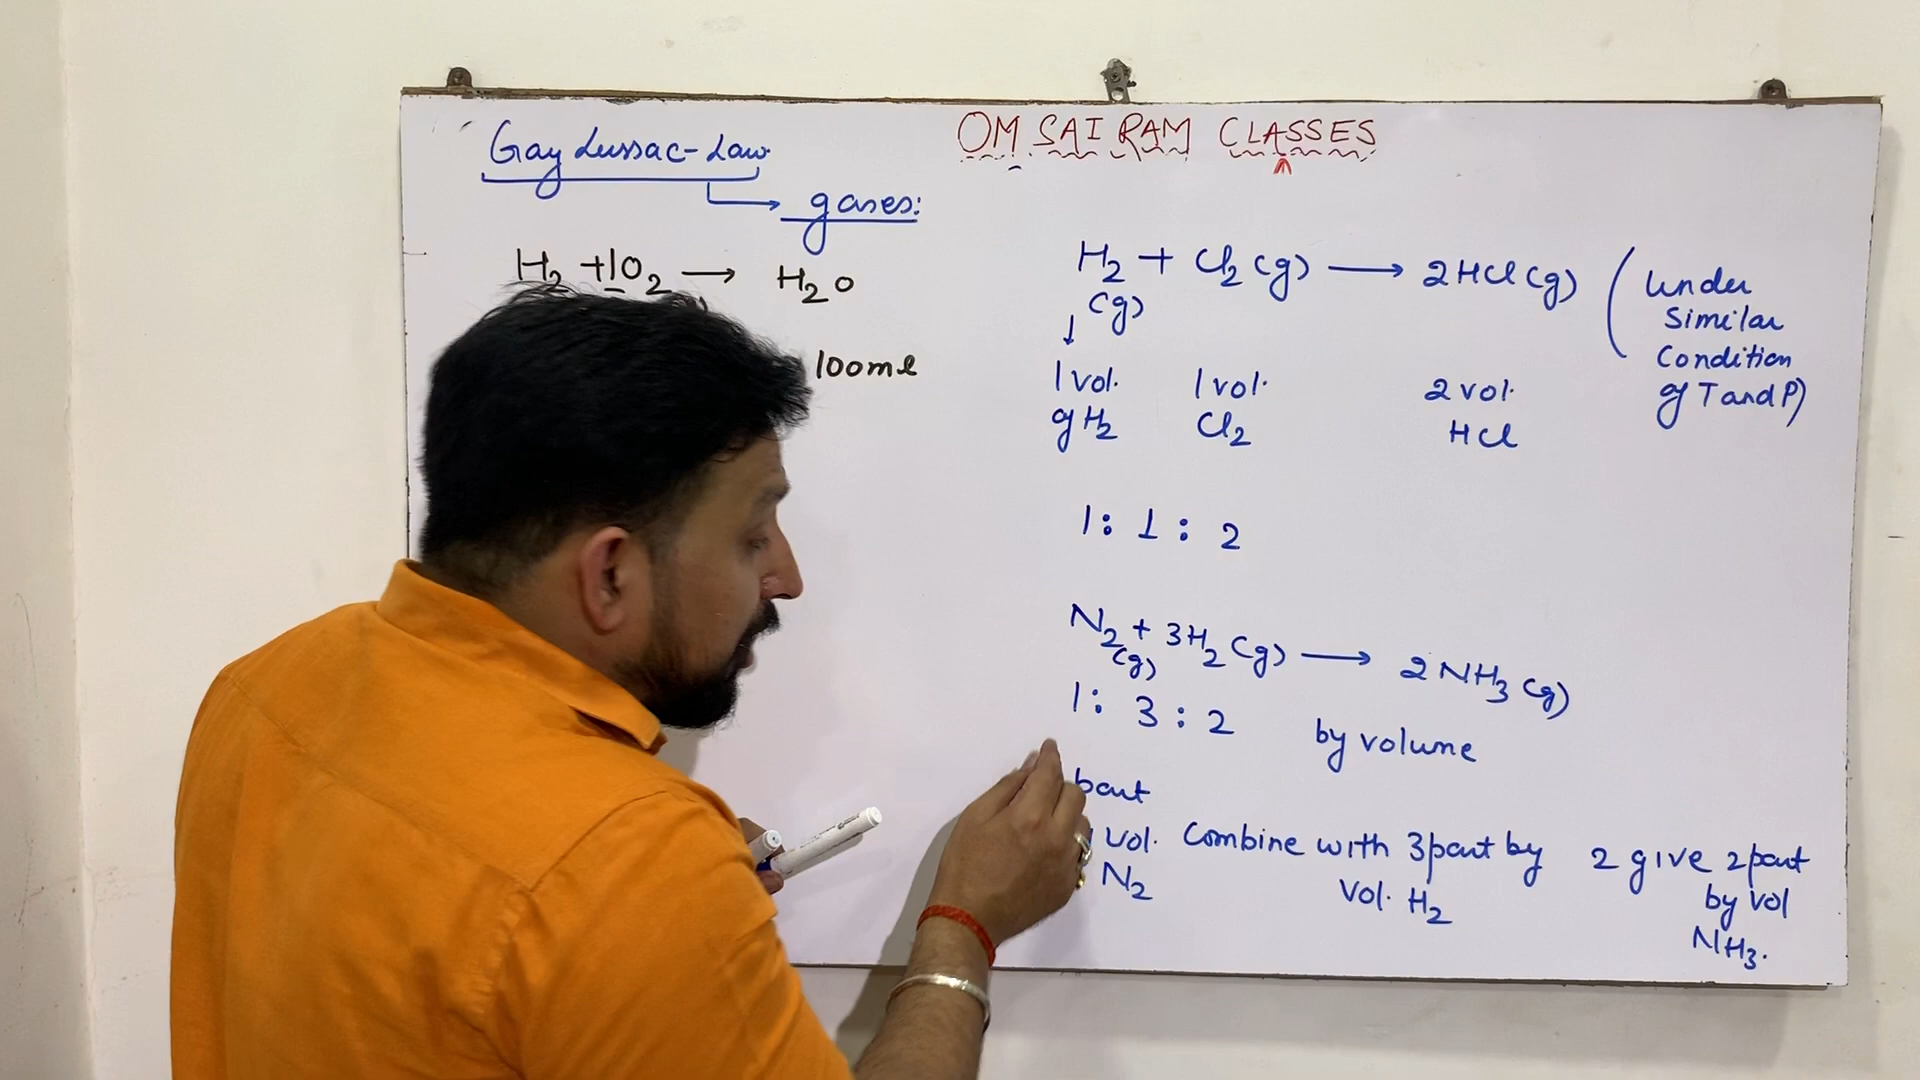 OM SAI RAM CLASSES
Gay Lussac-Law
gases:
H2 + 1O2 → H2O
100ml
H2 + Cl2 (g) → 2HCl (g) (Under
(g)
Similar
Condition
of T and P)
1 vol. 1 vol. 2 vol.
of H2 Cl2 HCl
1 : 1 : 2
N2 + 3H2 (g) → 2 NH3 (g)
(g)
1 : 3 : 2 by volume
part
vol. Combine with 3 part by 2 give 2 part
N2 vol. H2 by vol
NH3.